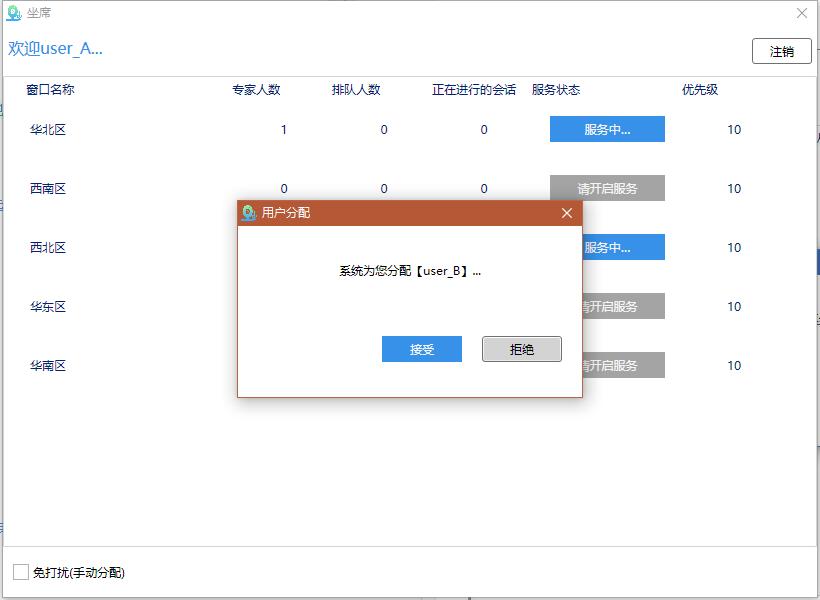 坐席
欢迎user_A...
注销
窗口名称 专家人数 排队人数 正在进行的会话 服务状态 优先级
华北区 1 0 0 服务中... 10
西南区 0 0 0 请开启服务 10
用户分配
西北区 服务中... 10
系统为您分配【user_B】...
华东区 请开启服务 10
接受 拒绝
华南区 请开启服务 10
免打扰(手动分配)